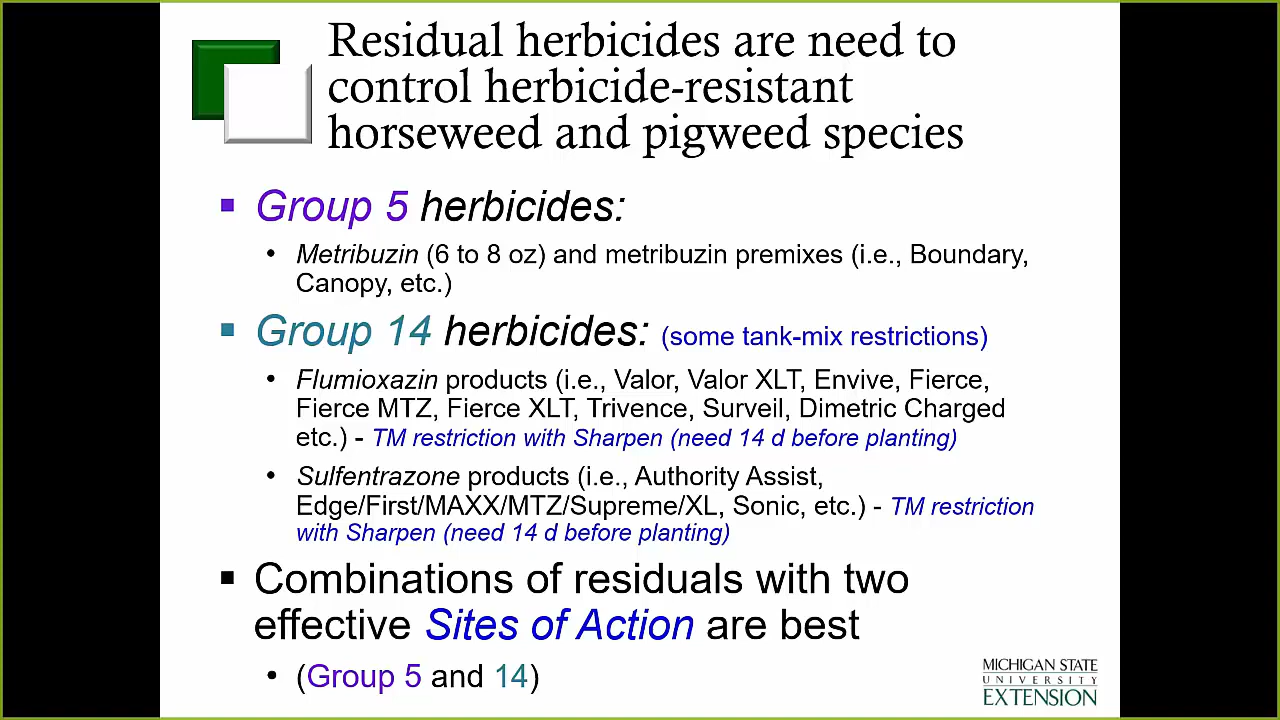 Residual herbicides are need to
control herbicide-resistant
horseweed and pigweed species
▪ Group 5 herbicides:
• Metribuzin (6 to 8 oz) and metribuzin premixes (i.e., Boundary,
Canopy, etc.)
▪ Group 14 herbicides: (some tank-mix restrictions)
• Flumioxazin products (i.e., Valor, Valor XLT, Envive, Fierce,
Fierce MTZ, Fierce XLT, Trivence, Surveil, Dimetric Charged
etc.) - TM restriction with Sharpen (need 14 d before planting)
• Sulfentrazone products (i.e., Authority Assist,
Edge/First/MAXX/MTZ/Supreme/XL, Sonic, etc.) - TM restriction
with Sharpen (need 14 d before planting)
▪ Combinations of residuals with two
effective Sites of Action are best
• (Group 5 and 14)
MICHIGAN STATE
UNIVERSITY
EXTENSION